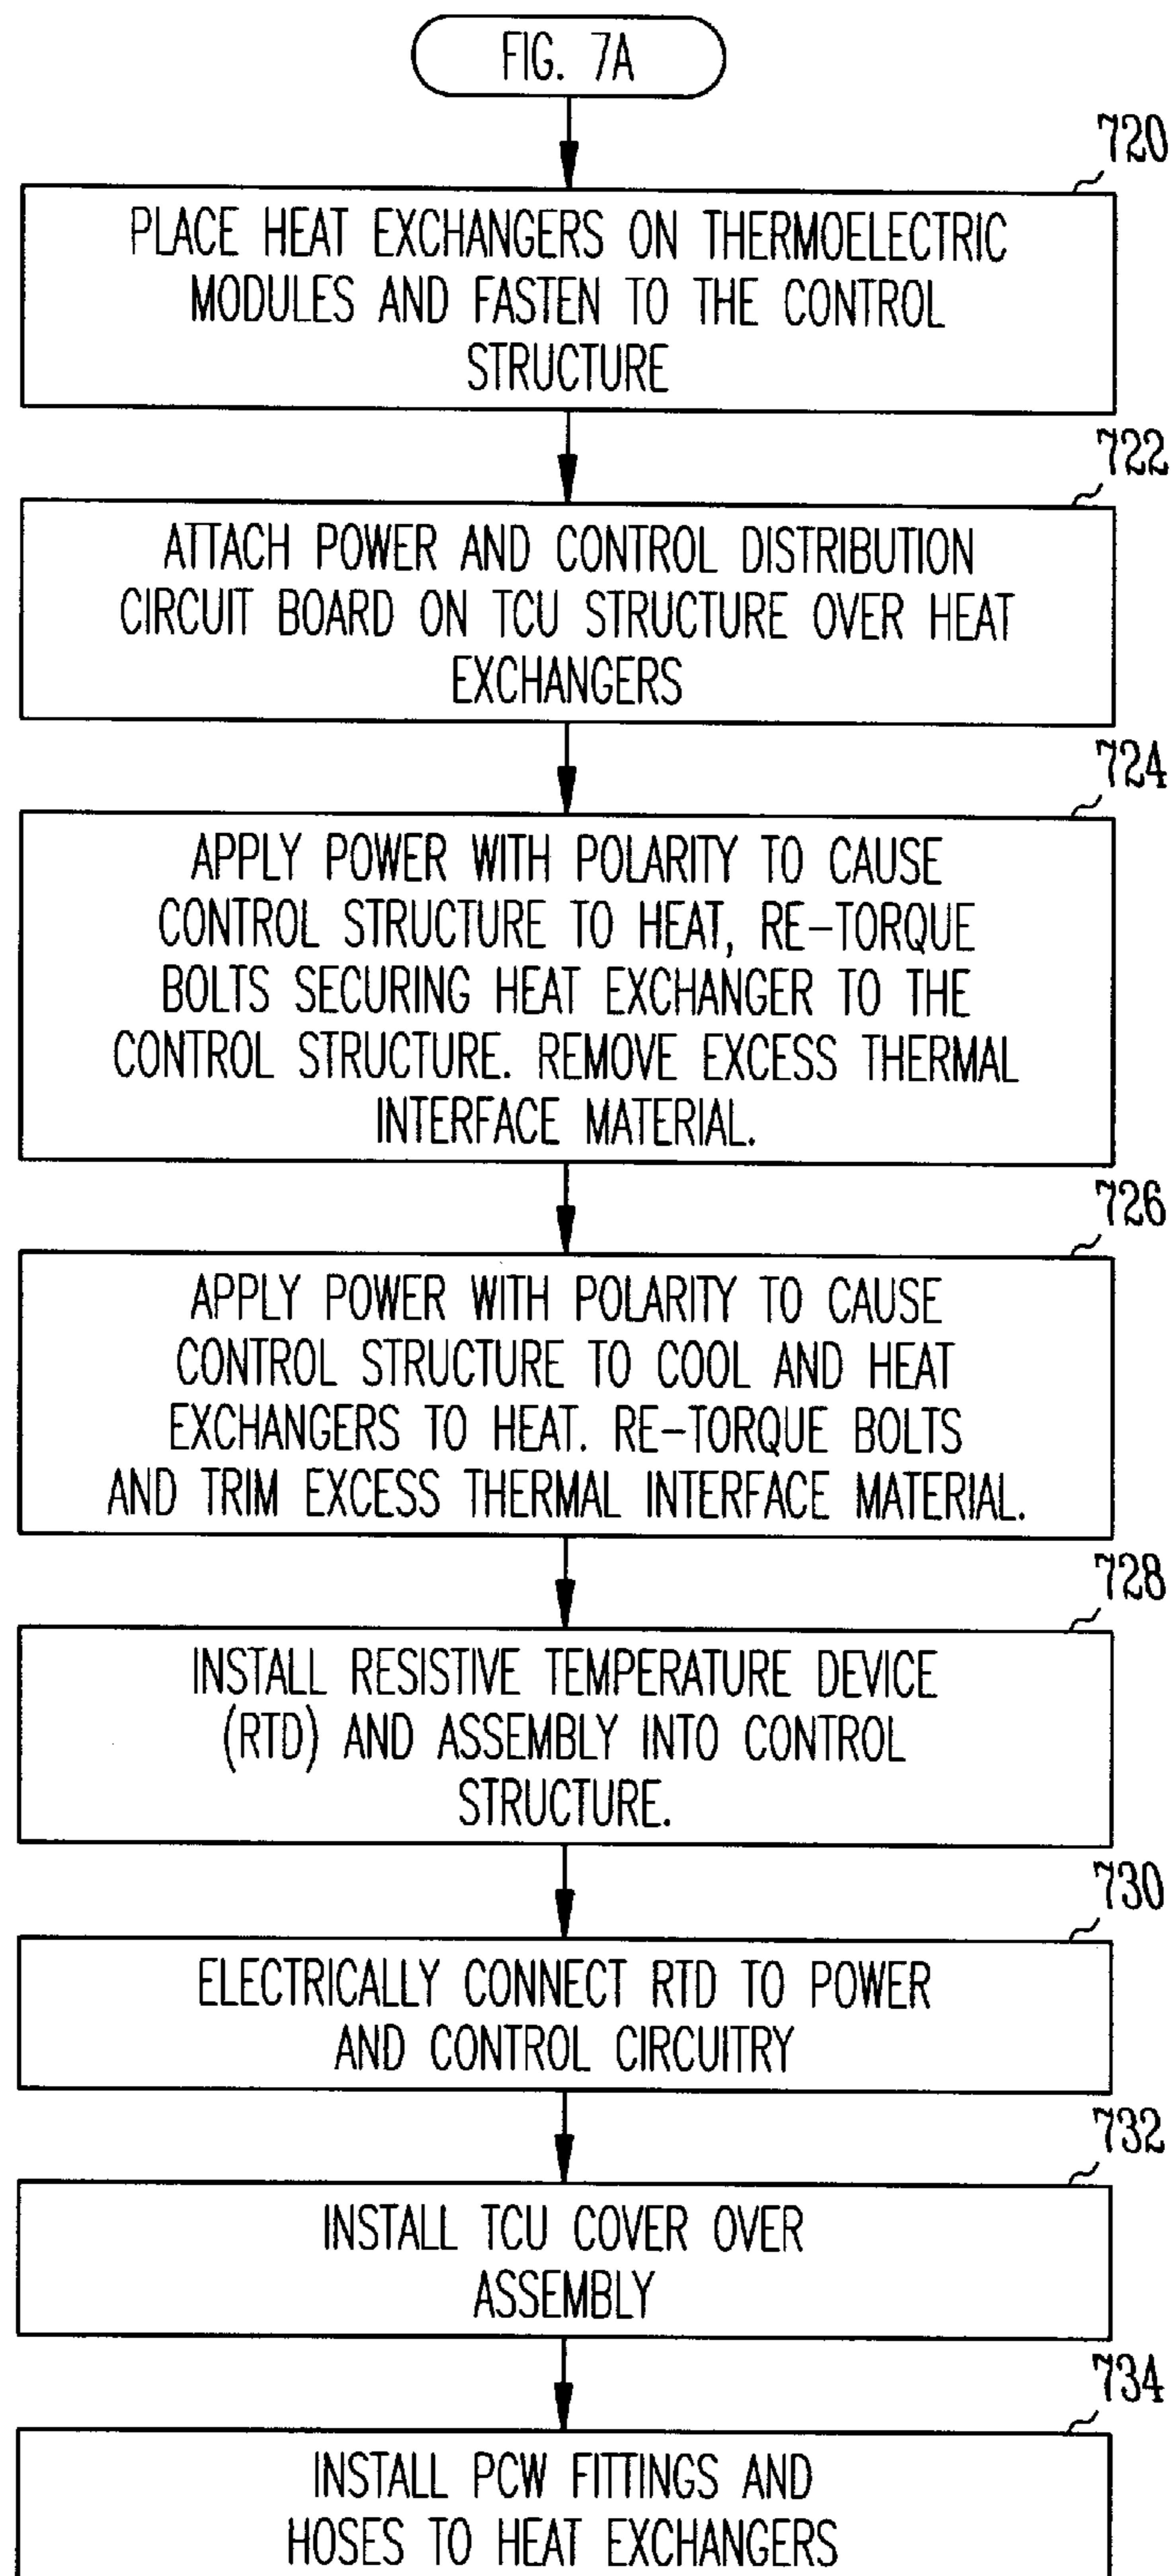 FIG. 7A
720
PLACE HEAT EXCHANGERS ON THERMOELECTRIC
MODULES AND FASTEN TO THE CONTROL
STRUCTURE
722
ATTACH POWER AND CONTROL DISTRIBUTION
CIRCUIT BOARD ON TCU STRUCTURE OVER HEAT
EXCHANGERS
724
APPLY POWER WITH POLARITY TO CAUSE
CONTROL STRUCTURE TO HEAT, RE-TORQUE
BOLTS SECURING HEAT EXCHANGER TO THE
CONTROL STRUCTURE. REMOVE EXCESS THERMAL
INTERFACE MATERIAL.
726
APPLY POWER WITH POLARITY TO CAUSE
CONTROL STRUCTURE TO COOL AND HEAT
EXCHANGERS TO HEAT. RE-TORQUE BOLTS
AND TRIM EXCESS THERMAL INTERFACE MATERIAL.
728
INSTALL RESISTIVE TEMPERATURE DEVICE
(RTD) AND ASSEMBLY INTO CONTROL
STRUCTURE.
730
ELECTRICALLY CONNECT RTD TO POWER
AND CONTROL CIRCUITRY
732
INSTALL TCU COVER OVER
ASSEMBLY
734
INSTALL PCW FITTINGS AND
HOSES TO HEAT EXCHANGERS